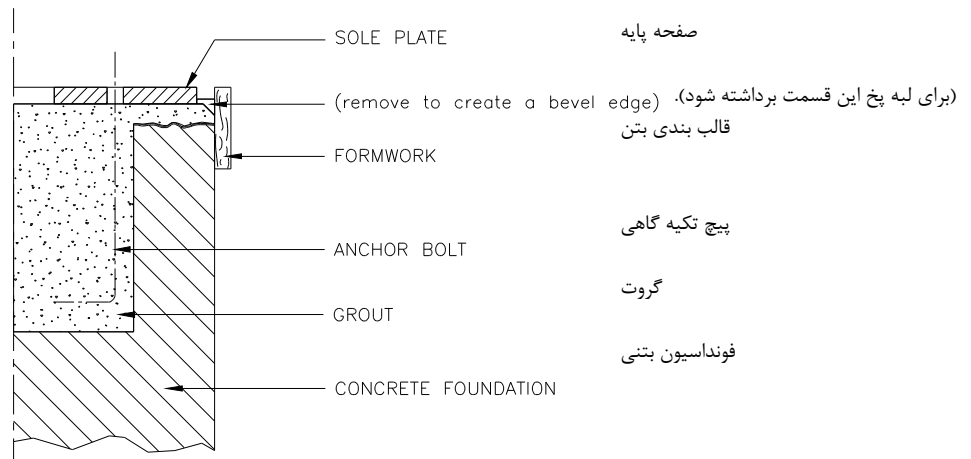 SOLE PLATE صفحه پایه
(remove to create a bevel edge) (برای لبه پخ این قسمت برداشته شود).
قالب بندی بتن
FORMWORK
پیچ تکیه گاهی
ANCHOR BOLT
گروت
GROUT
فونداسیون بتنی
CONCRETE FOUNDATION